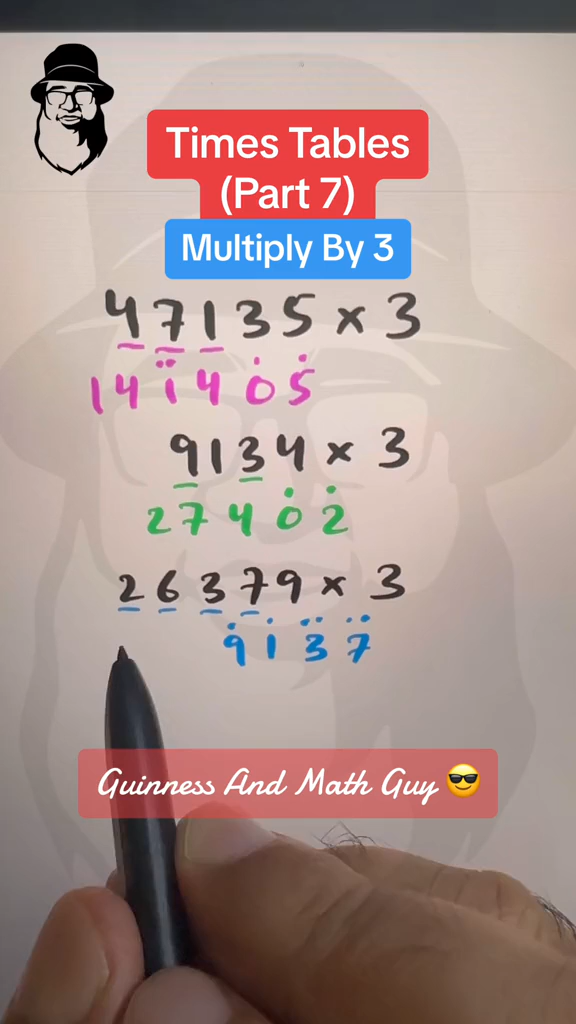 Times Tables
(Part 7)
Multiply By 3
47135 x 3
141405
9134 x 3
27402
26379 x 3
9137
Guinness And Math Guy 😎